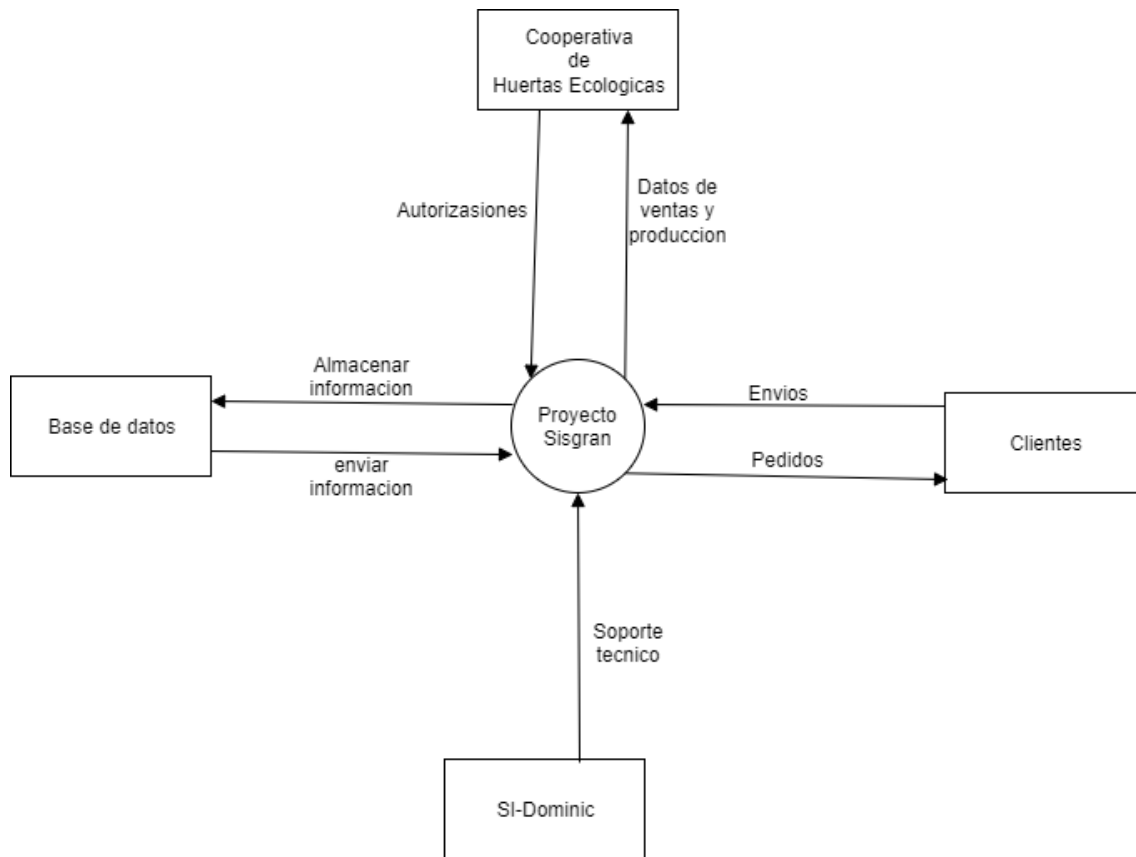 Cooperativa
de
Huertas Ecologicas
Autorizasiones
Datos de
ventas y
produccion
Almacenar
informacion
Base de datos
enviar
informacion
Proyecto
Sisgran
Envios
Pedidos
Clientes
Soporte
tecnico
SI-Dominic